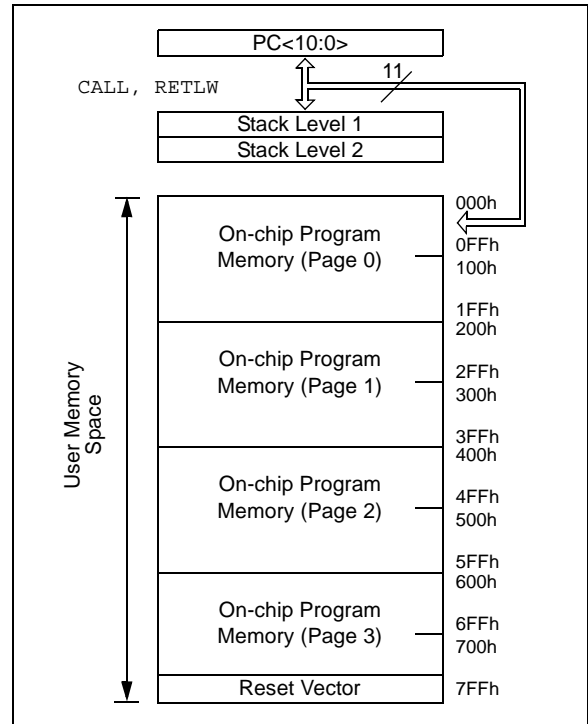 PC<10:0>
11
CALL, RETLW
Stack Level 1
Stack Level 2
000h
On-chip Program
Memory (Page 0)
0FFh
100h
1FFh
200h
On-chip Program
Memory (Page 1)
2FFh
300h
User Memory
Space
3FFh
400h
On-chip Program
Memory (Page 2)
4FFh
500h
5FFh
600h
On-chip Program
Memory (Page 3)
6FFh
700h
Reset Vector
7FFh